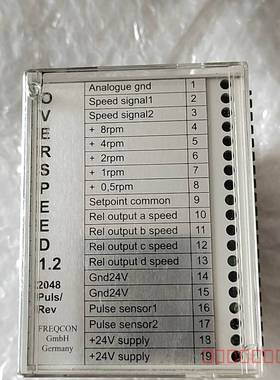 OVERSPEED
1.2
2048
Puls/
Rev
FREQCON
GmbH
Germany
Analogue gnd 1
Speed signal1 2
Speed signal2 3
+ 8rpm 4
+ 4rpm 5
+ 2rpm 6
+ 1rpm 7
+ 0,5rpm 8
Setpoint common 9
Rel output a speed 10
Rel output b speed 11
Rel output c speed 12
Rel output d speed 13
Gnd24V 14
Gnd24V 15
Pulse sensor1 16
Pulse sensor2 17
+24V supply 18
+24V supply 19